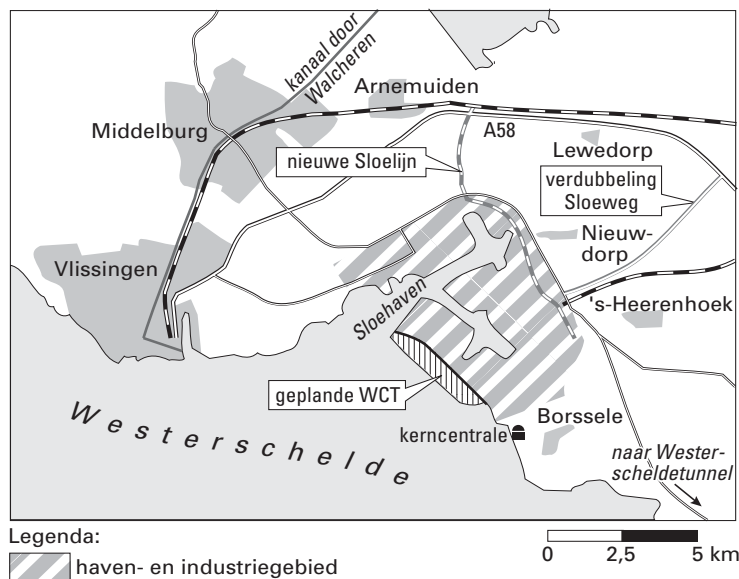 kanaal door
Walcheren
Arnemuiden
Middelburg
A58
nieuwe Sloelijn
Lewedorp
verdubbeling
Sloeweg
Nieuw-
dorp
Vlissingen
Sloehaven
's-Heerenhoek
geplande WCT
Borssele
kerncentrale
Westerschelde
naar Wester-
scheldetunnel
Legenda:
haven- en industriegebied
0 2,5 5 km